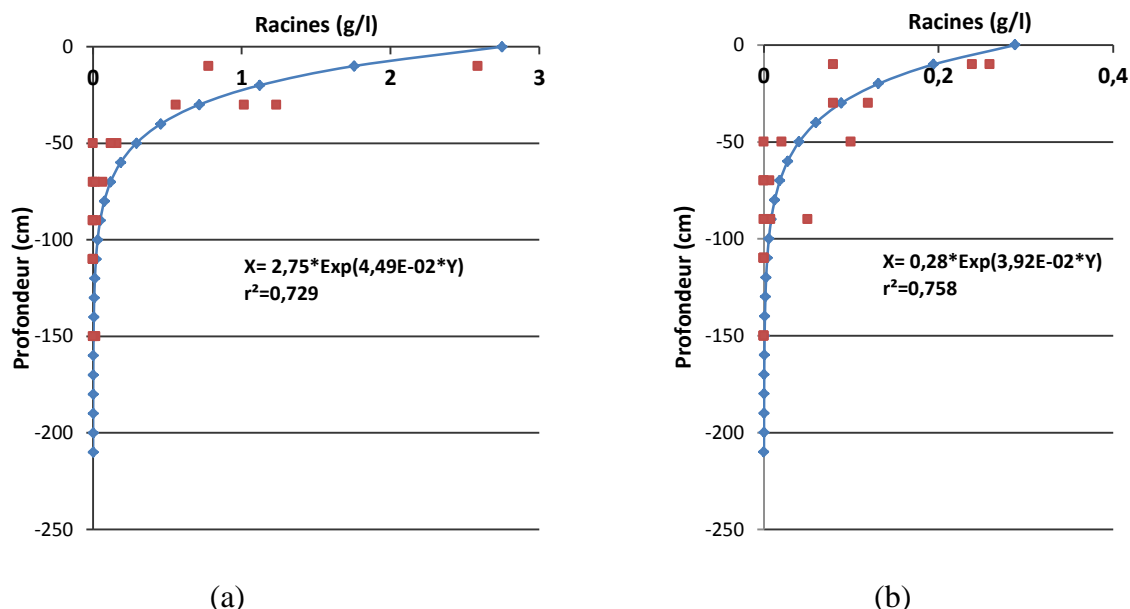 Racines (g/l)
0
0
1
2
3
-50
-100
-150
-200
-250
Profondeur (cm)
X= 2,75*Exp(4,49E-02*Y)
r²=0,729
(a)
Racines (g/l)
0
0
0,2
0,4
-50
-100
-150
-200
-250
Profondeur (cm)
X= 0,28*Exp(3,92E-02*Y)
r²=0,758
(b)